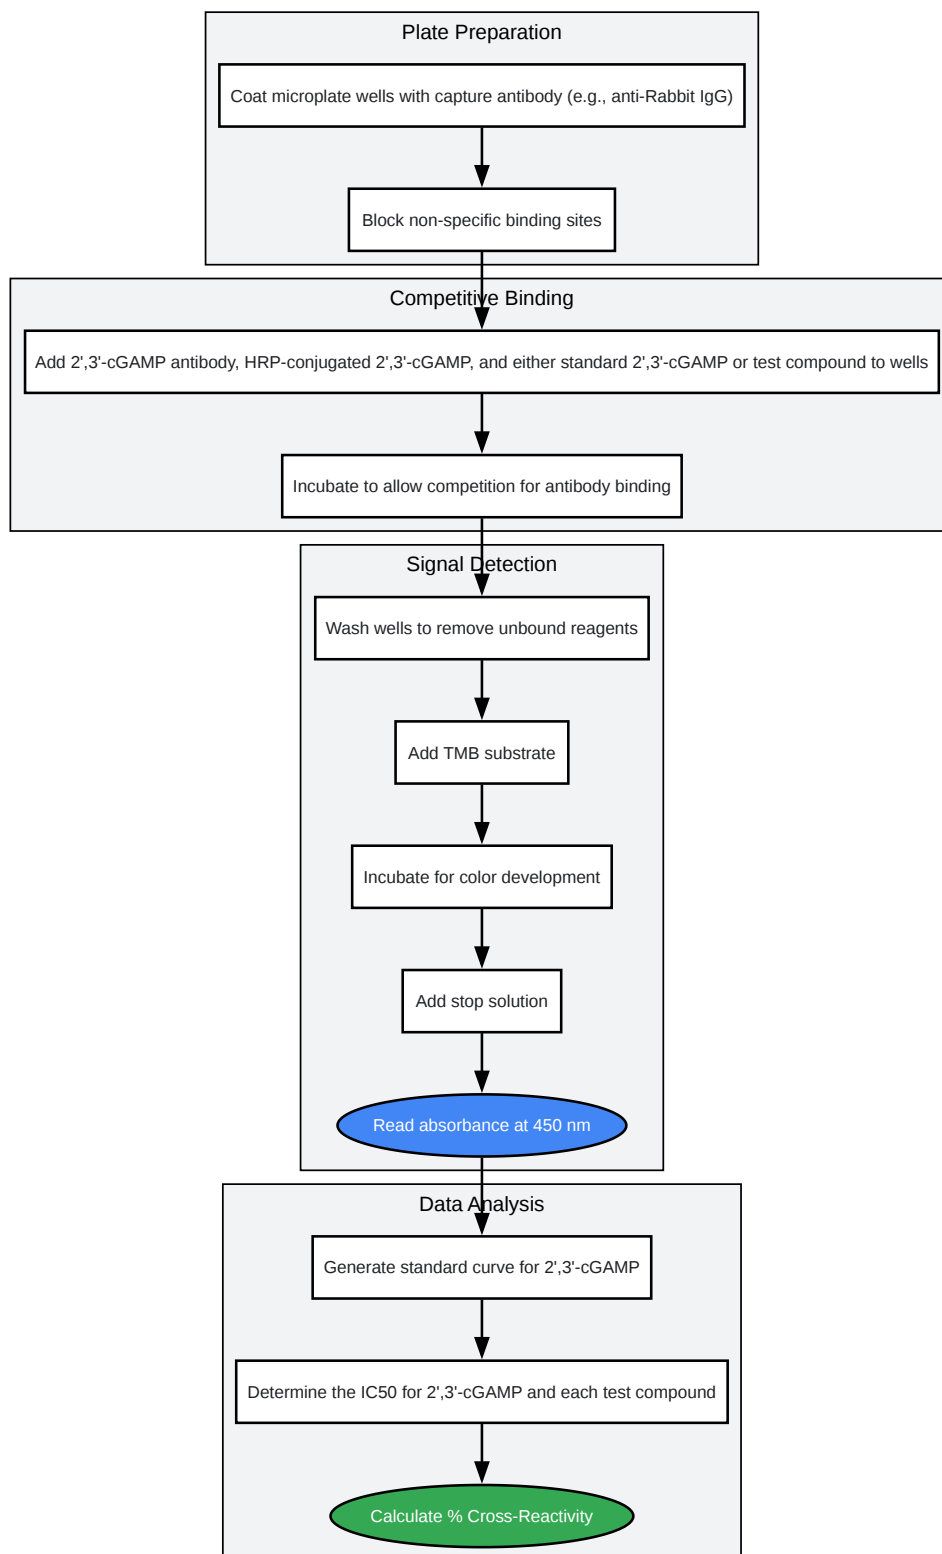 Plate Preparation
Coat microplate wells with capture antibody (e.g., anti-Rabbit IgG)
Block non-specific binding sites
Competitive Binding
Add 2',3'-cGAMP antibody, HRP-conjugated 2',3'-cGAMP, and either standard 2',3'-cGAMP or test compound to wells
Incubate to allow competition for antibody binding
Signal Detection
Wash wells to remove unbound reagents
Add TMB substrate
Incubate for color development
Add stop solution
Read absorbance at 450 nm
Data Analysis
Generate standard curve for 2',3'-cGAMP
Determine the IC50 for 2',3'-cGAMP and each test compound
Calculate % Cross-Reactivity